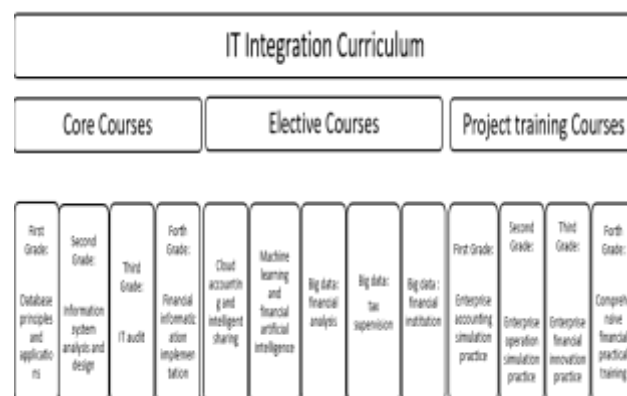 IT Integration Curriculum
Core Courses
Elective Courses
Project training Courses
First
Grade:
Database
principles
and
applicatio
ns
Second
Grade:
Information
system
analysis and
design
Third
Grade:
IT audit
Forth
Grade:
Financial
informatiz
ation
implemen
tation
Cloud
accountin
g and
intelligent
sharing
Machine
learning
and
financial
artificial
intelligence
Big data:
financial
analysis
Big data:
tax
supervision
Big data :
financial
institution
First Grade:
Enterprise
accounting
simulation
practice
Second
Grade:
Enterprise
operation
simulation
practice
Third
Grade:
Enterprise
financial
innovation
practice
Forth
Grade:
Comprehe
nsive
financial
practical
training